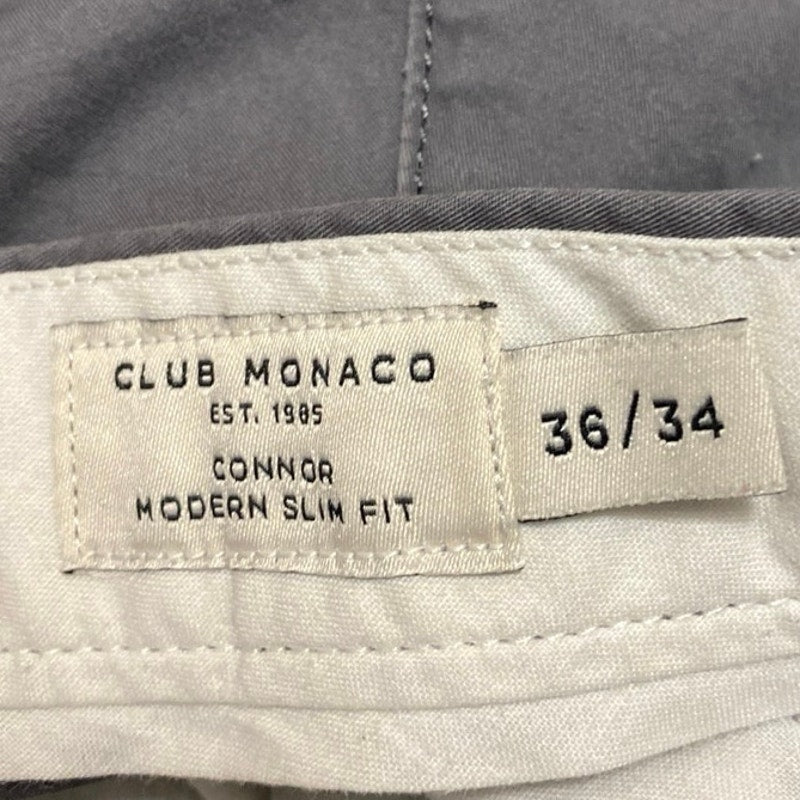 CLUB MONACO
EST. 1985
CONNOR
MODERN SLIM FIT
36/34